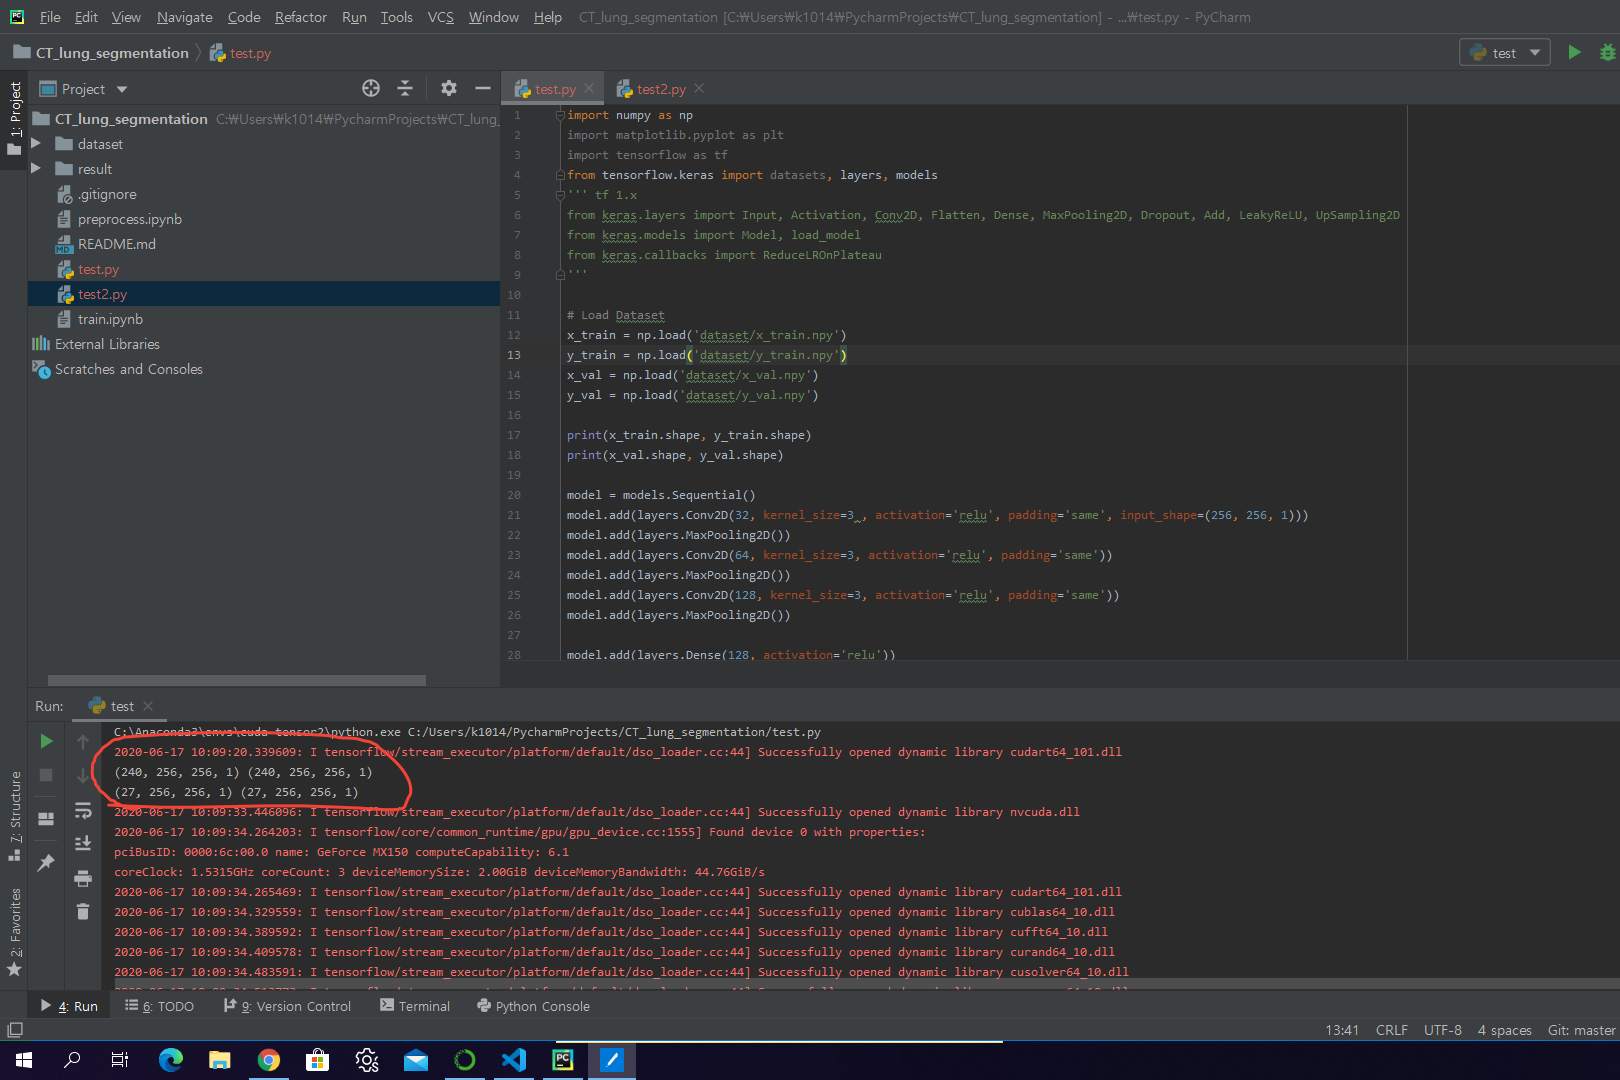 File Edit View Navigate Code Refactor Run Tools VCS Window Help CT_lung_segmentation [C:₩Users₩k1014₩PycharmProjects₩CT_lung_segmentation] - ...₩test.py - PyCharm
CT_lung_segmentation test.py test
Project
CT_lung_segmentation C:₩Users₩k1014₩PycharmProjects₩CT_lung_
dataset
result
.gitignore
preprocess.ipynb
README.md
test.py
test2.py
train.ipynb
External Libraries
Scratches and Consoles
1: Project
7: Structure
2: Favorites
test.py test2.py
1 import numpy as np
2 import matplotlib.pyplot as plt
3 import tensorflow as tf
4 from tensorflow.keras import datasets, layers, models
5 ''' tf 1.x
6 from keras.layers import Input, Activation, Conv2D, Flatten, Dense, MaxPooling2D, Dropout, Add, LeakyReLU, UpSampling2D
7 from keras.models import Model, load_model
8 from keras.callbacks import ReduceLROnPlateau
9 '''
10
11 # Load Dataset
12 x_train = np.load('dataset/x_train.npy')
13 y_train = np.load('dataset/y_train.npy')
14 x_val = np.load('dataset/x_val.npy')
15 y_val = np.load('dataset/y_val.npy')
16
17 print(x_train.shape, y_train.shape)
18 print(x_val.shape, y_val.shape)
19
20 model = models.Sequential()
21 model.add(layers.Conv2D(32, kernel_size=3 , activation='relu', padding='same', input_shape=(256, 256, 1)))
22 model.add(layers.MaxPooling2D())
23 model.add(layers.Conv2D(64, kernel_size=3, activation='relu', padding='same'))
24 model.add(layers.MaxPooling2D())
25 model.add(layers.Conv2D(128, kernel_size=3, activation='relu', padding='same'))
26 model.add(layers.MaxPooling2D())
27
28 model.add(layers.Dense(128, activation='relu'))
Run: test
C:\Anaconda3\envs\cuda_tensor2\python.exe C:/Users/k1014/PycharmProjects/CT_lung_segmentation/test.py
2020-06-17 10:09:20.339609: I tensorflow/stream_executor/platform/default/dso_loader.cc:44] Successfully opened dynamic library cudart64_101.dll
(240, 256, 256, 1) (240, 256, 256, 1)
(27, 256, 256, 1) (27, 256, 256, 1)
2020-06-17 10:09:33.446096: I tensorflow/stream_executor/platform/default/dso_loader.cc:44] Successfully opened dynamic library nvcuda.dll
2020-06-17 10:09:34.264203: I tensorflow/core/common_runtime/gpu/gpu_device.cc:1555] Found device 0 with properties:
pciBusID: 0000:6c:00.0 name: GeForce MX150 computeCapability: 6.1
coreClock: 1.5315GHz coreCount: 3 deviceMemorySize: 2.00GiB deviceMemoryBandwidth: 44.76GiB/s
2020-06-17 10:09:34.265469: I tensorflow/stream_executor/platform/default/dso_loader.cc:44] Successfully opened dynamic library cudart64_101.dll
2020-06-17 10:09:34.329559: I tensorflow/stream_executor/platform/default/dso_loader.cc:44] Successfully opened dynamic library cublas64_10.dll
2020-06-17 10:09:34.389592: I tensorflow/stream_executor/platform/default/dso_loader.cc:44] Successfully opened dynamic library cufft64_10.dll
2020-06-17 10:09:34.409578: I tensorflow/stream_executor/platform/default/dso_loader.cc:44] Successfully opened dynamic library curand64_10.dll
2020-06-17 10:09:34.483591: I tensorflow/stream_executor/platform/default/dso_loader.cc:44] Successfully opened dynamic library cusolver64_10.dll
4: Run 6: TODO 9: Version Control Terminal Python Console
13:41 CRLF UTF-8 4 spaces Git: master